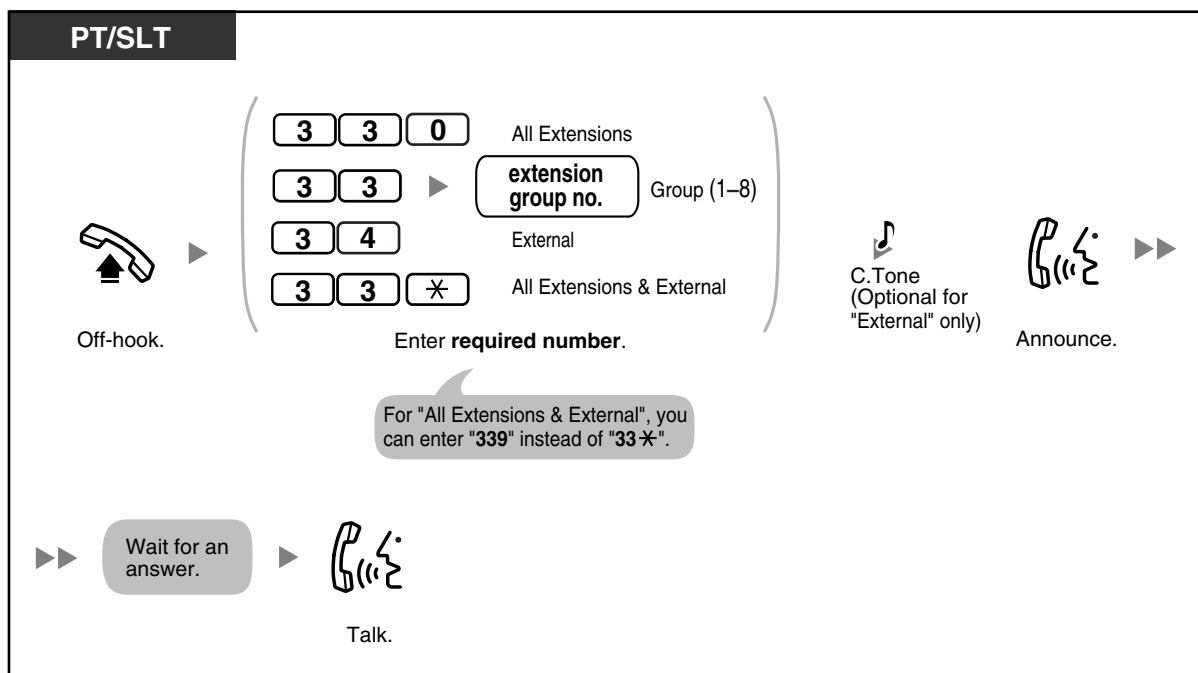 PT/SLT
3 3 0 All Extensions
3 3 extension group no. Group (1–8)
3 4 External
3 3 ✳ All Extensions & External
Off-hook.
Enter required number.
For "All Extensions & External", you
can enter "339" instead of "33✳".
C.Tone
(Optional for
"External" only)
Announce.
Wait for an
answer.
Talk.